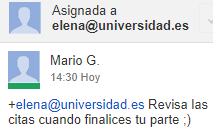 Asignada a
elena@universidad.es
Mario G.
14:30 Hoy
+elena@universidad.es Revisa las
citas cuando finalices tu parte ;)